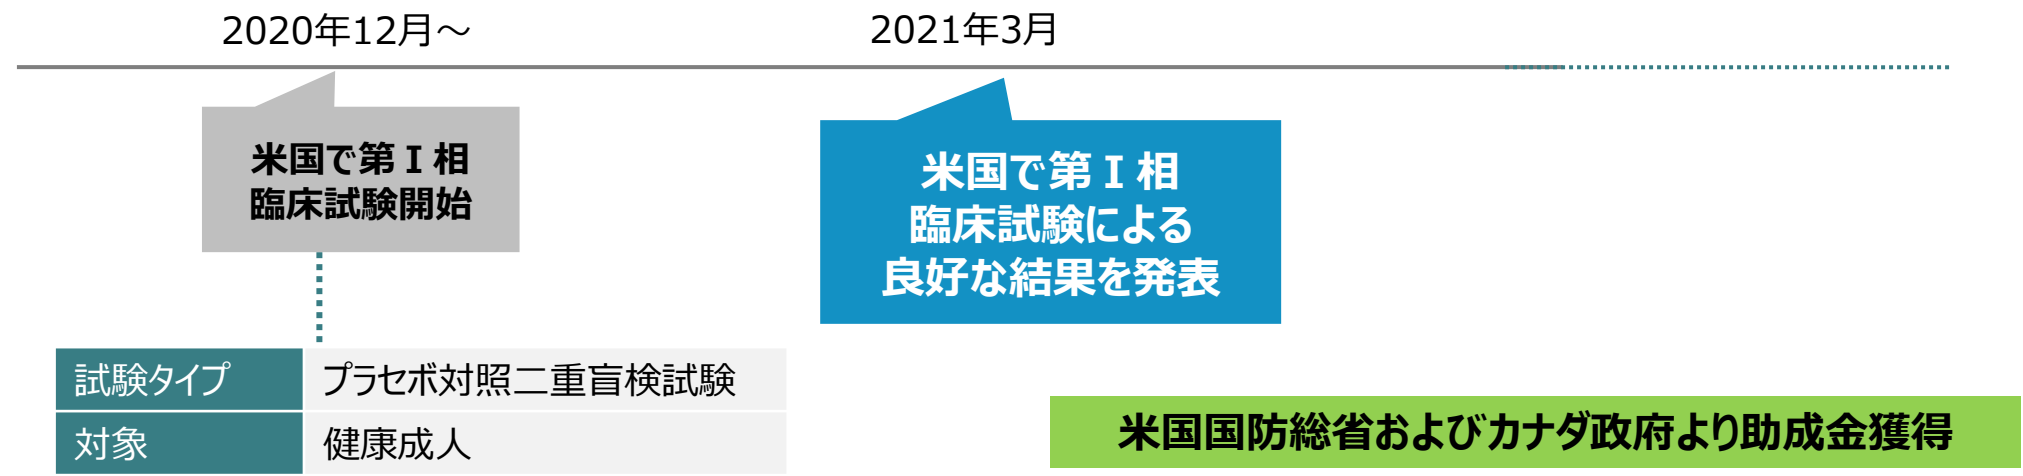 2020年12月～
2021年3月
米国で第Ⅰ相
臨床試験開始
米国で第Ⅰ相
臨床試験による
良好な結果を発表
試験タイプ プラセボ対照二重盲検試験
対象 健康成人
米国国防総省およびカナダ政府より助成金獲得